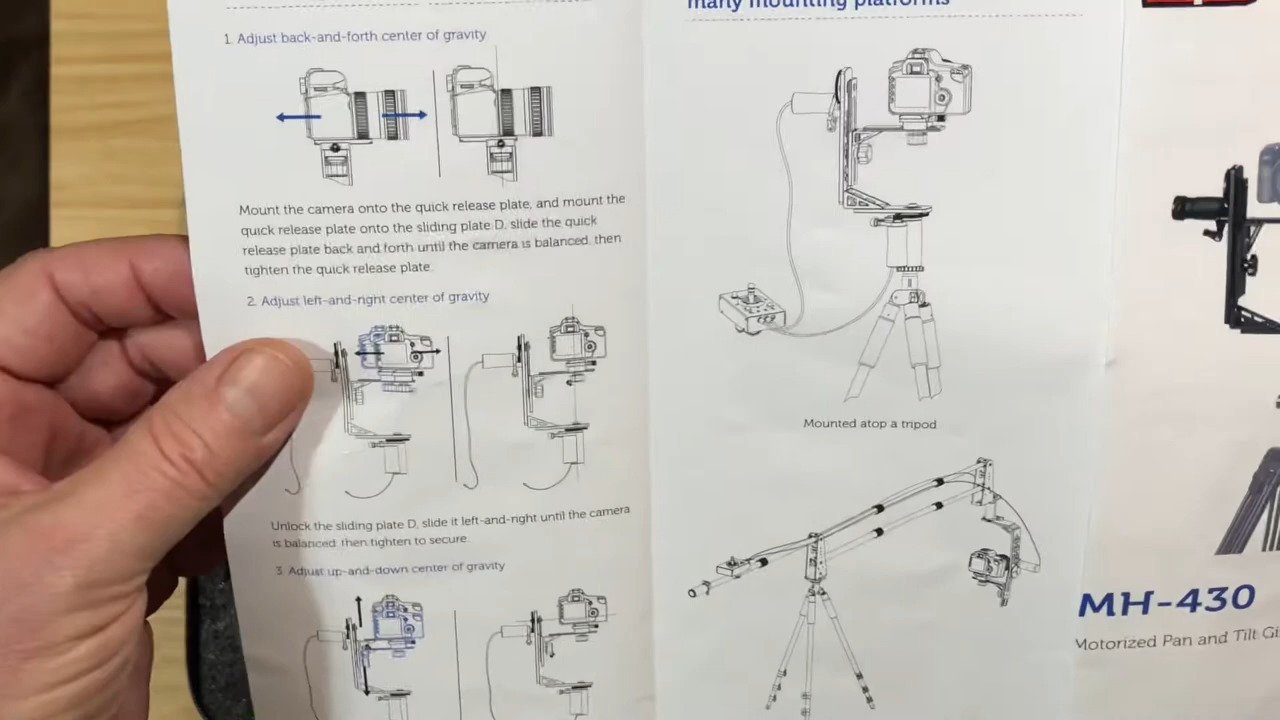 1. Adjust back-and-forth center of gravity
Mount the camera onto the quick release plate, and mount the
quick release plate onto the sliding plate D, slide the quick
release plate back and forth until the camera is balanced, then
tighten the quick release plate.
2. Adjust left-and-right center of gravity
Unlock the sliding plate D, slide it left-and-right until the camera
is balanced, then tighten to secure.
3. Adjust up-and-down center of gravity
many mounting platforms
Mounted atop a tripod
MH-430
Motorized Pan and Tilt